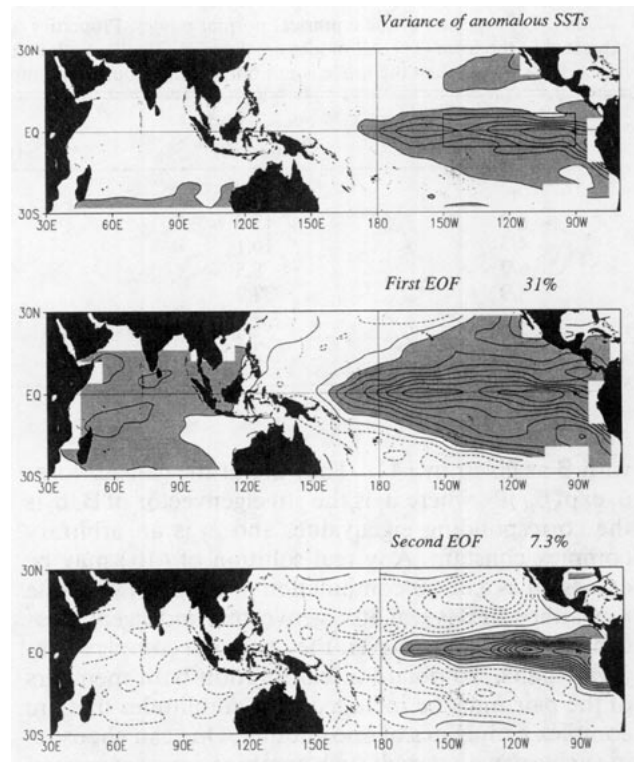 Variance of anomalous SSTs
30N
EQ
30S
30E 60E 90E 120E 150E 180 150W 120W 90W
First EOF 31%
30N
EQ
30S
30E 60E 90E 120E 150E 180 150W 120W 90W
Second EOF 7.3%
30N
EQ
30S
30E 60E 90E 120E 150E 180 150W 120W 90W